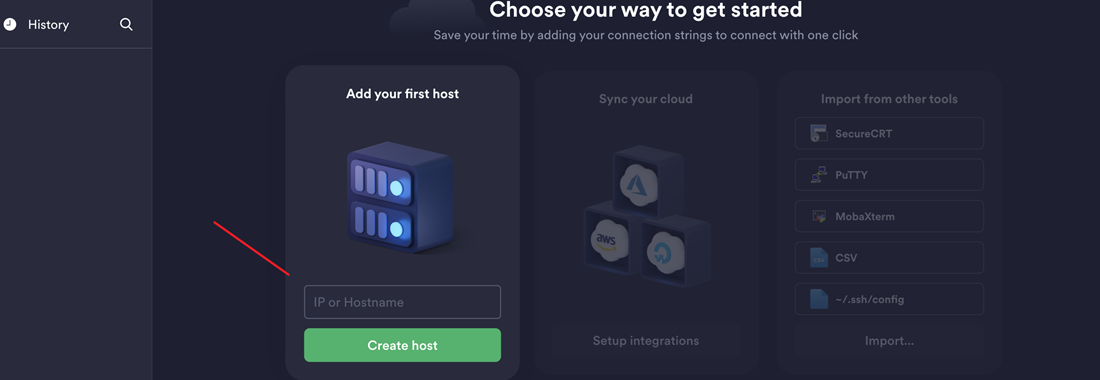 History
Choose your way to get started
Save your time by adding your connection strings to connect with one click
Add your first host
IP or Hostname
Create host
Sync your cloud
aws
Setup integrations
Import from other tools
SecureCRT
PuTTY
MobaXterm
CSV
CSV
~/.ssh/config
Import...